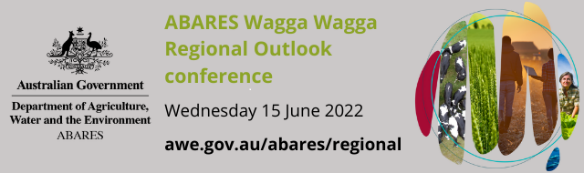 Australian Government
Department of Agriculture,
Water and the Environment
ABARES
ABARES Wagga Wagga
Regional Outlook
conference
Wednesday 15 June 2022
awe.gov.au/abares/regional